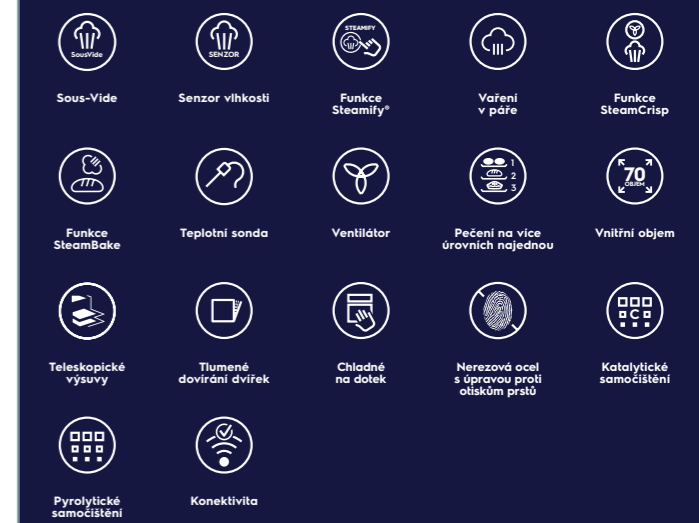 SousVide
SENZOR
STEAMIFY
Sous-Vide
Senzor vlhkosti
Funkce
Steamify®
Vaření
v páře
Funkce
SteamCrisp
1
2
3
70
OBJEM
Funkce
SteamBake
Teplotní sonda
Ventilátor
Pečení na více
úrovních najednou
Vnitřní objem
C
Teleskopické
výsuvy
Tlumené
dovírání dvířek
Chladné
na dotek
Nerezová ocel
s úpravou proti
otiskům prstů
Katalytické
samočištění
Pyrolytické
samočištění
Konektivita